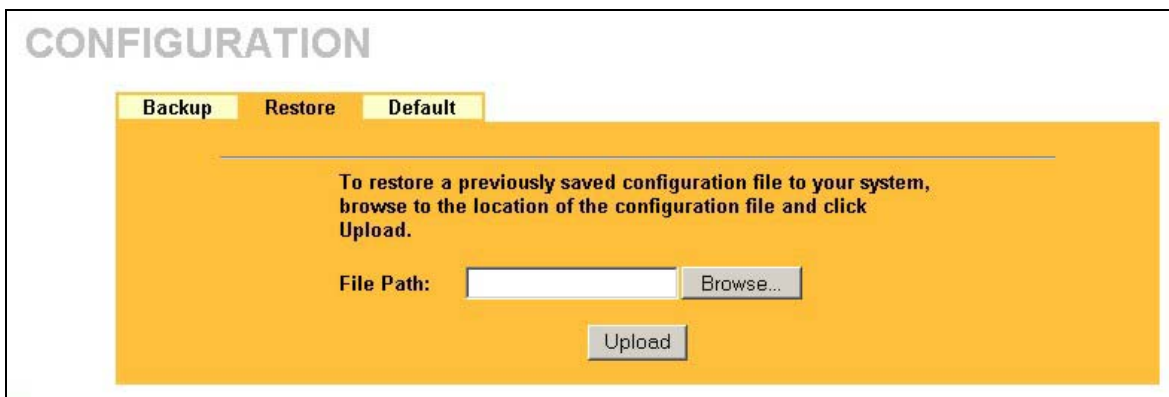 CONFIGURATION
Backup Restore Default
To restore a previously saved configuration file to your system,
browse to the location of the configuration file and click
Upload.
File Path: Browse...
Upload